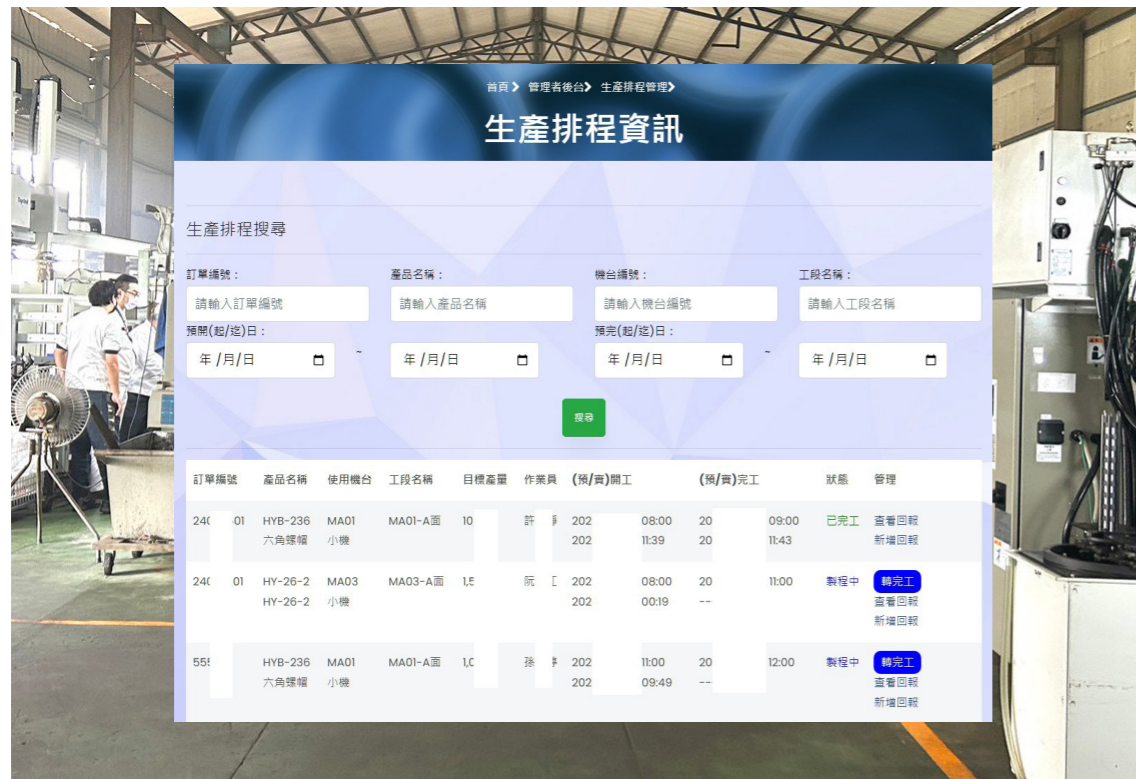 首頁 管理者後台 生產排程管理
生產排程資訊
生產排程搜尋
訂單編號： 產品名稱： 機台編號： 工段名稱：
請輸入訂單編號 請輸入產品名稱 請輸入機台編號 請輸入工段名稱
預開(起/迄)日： 預完(起/迄)日：
年 /月/日 ~ 年 /月/日 年 /月/日 ~ 年 /月/日
搜尋
訂單編號 產品名稱 使用機台 工段名稱 目標產量 作業員 (預/實)開工 (預/實)完工 狀態 管理
240 01 HYB-236 MA01 MA01-A面 10 許 202 08:00 20 09:00 已完工 查看回報
六角螺帽 小機 202 11:39 20 11:43 新增回報
240 01 HY-26-2 MA03 MA03-A面 1,5 阮 202 08:00 20 11:00 製程中 轉完工
HY-26-2 小機 202 00:19 -- 查看回報
新增回報
555 HYB-236 MA01 MA01-A面 1,0 孫 202 11:00 20 12:00 製程中 轉完工
六角螺帽 小機 202 09:49 -- 查看回報
新增回報